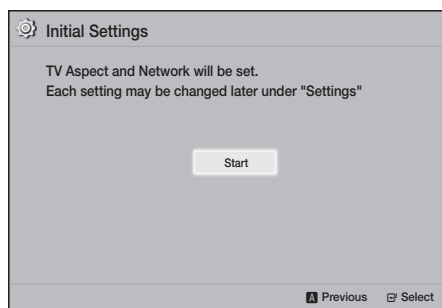 Initial Settings
TV Aspect and Network will be set.
Each setting may be changed later under "Settings"
Start
A Previous Select